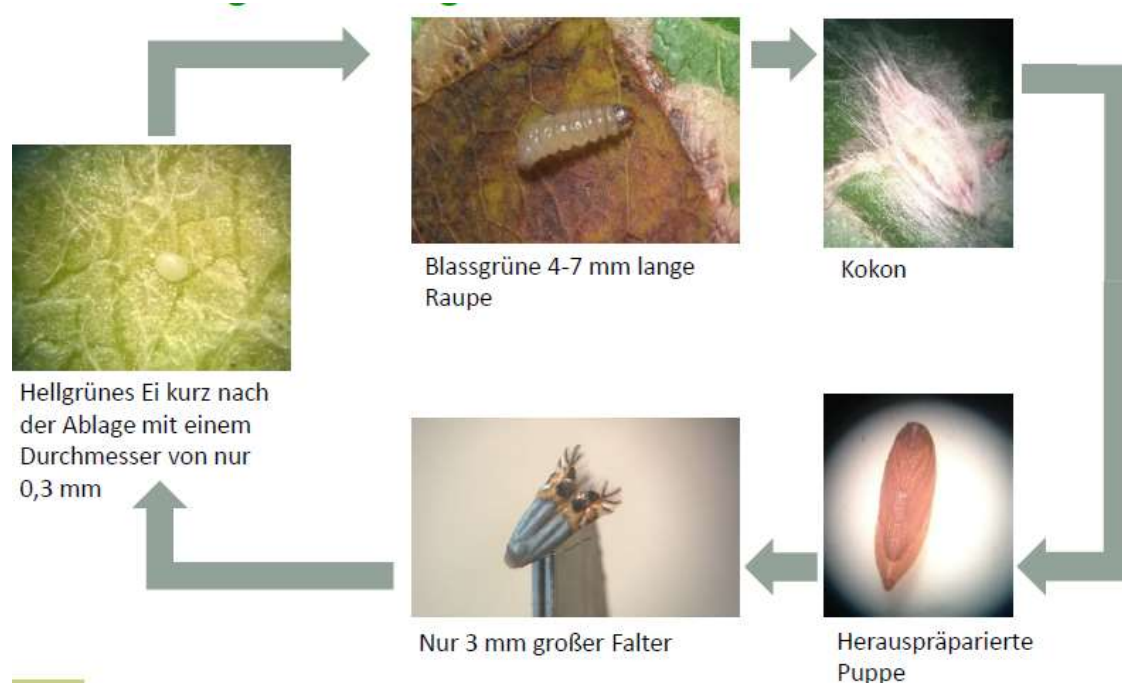 Blassgrüne 4-7 mm lange
Raupe
Kokon
Hellgrünes Ei kurz nach
der Ablage mit einem
Durchmesser von nur
0,3 mm
Nur 3 mm großer Falter
Herauspräparierte
Puppe